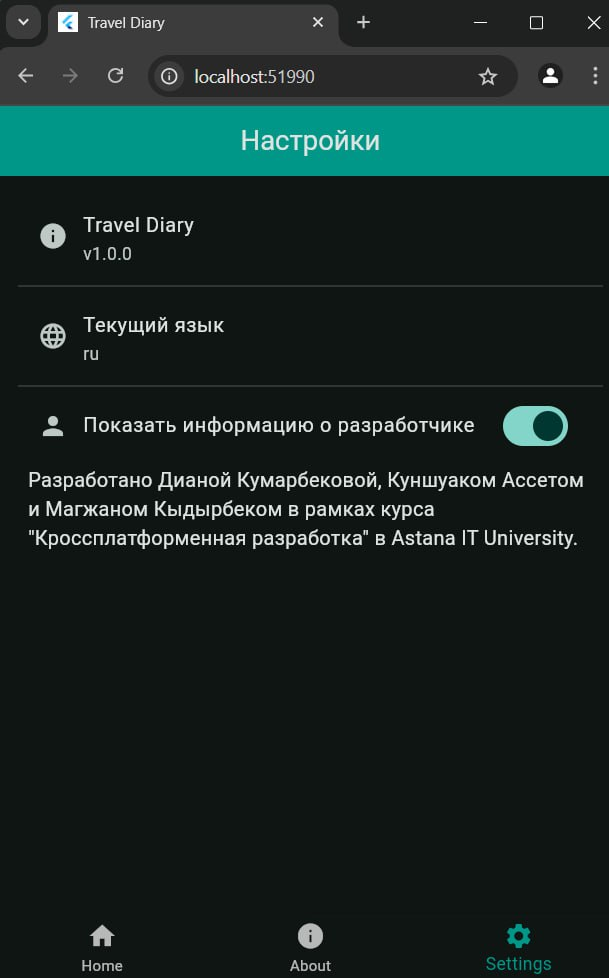 Travel Diary
localhost:51990
Настройки
Travel Diary
v1.0.0
Текущий язык
ru
Показать информацию о разработчике
Разработано Дианой Кумарбековой, Куншуаком Ассетом
и Магжаном Кыдырбеком в рамках курса
"Кроссплатформенная разработка" в Astana IT University.
Home
About
Settings